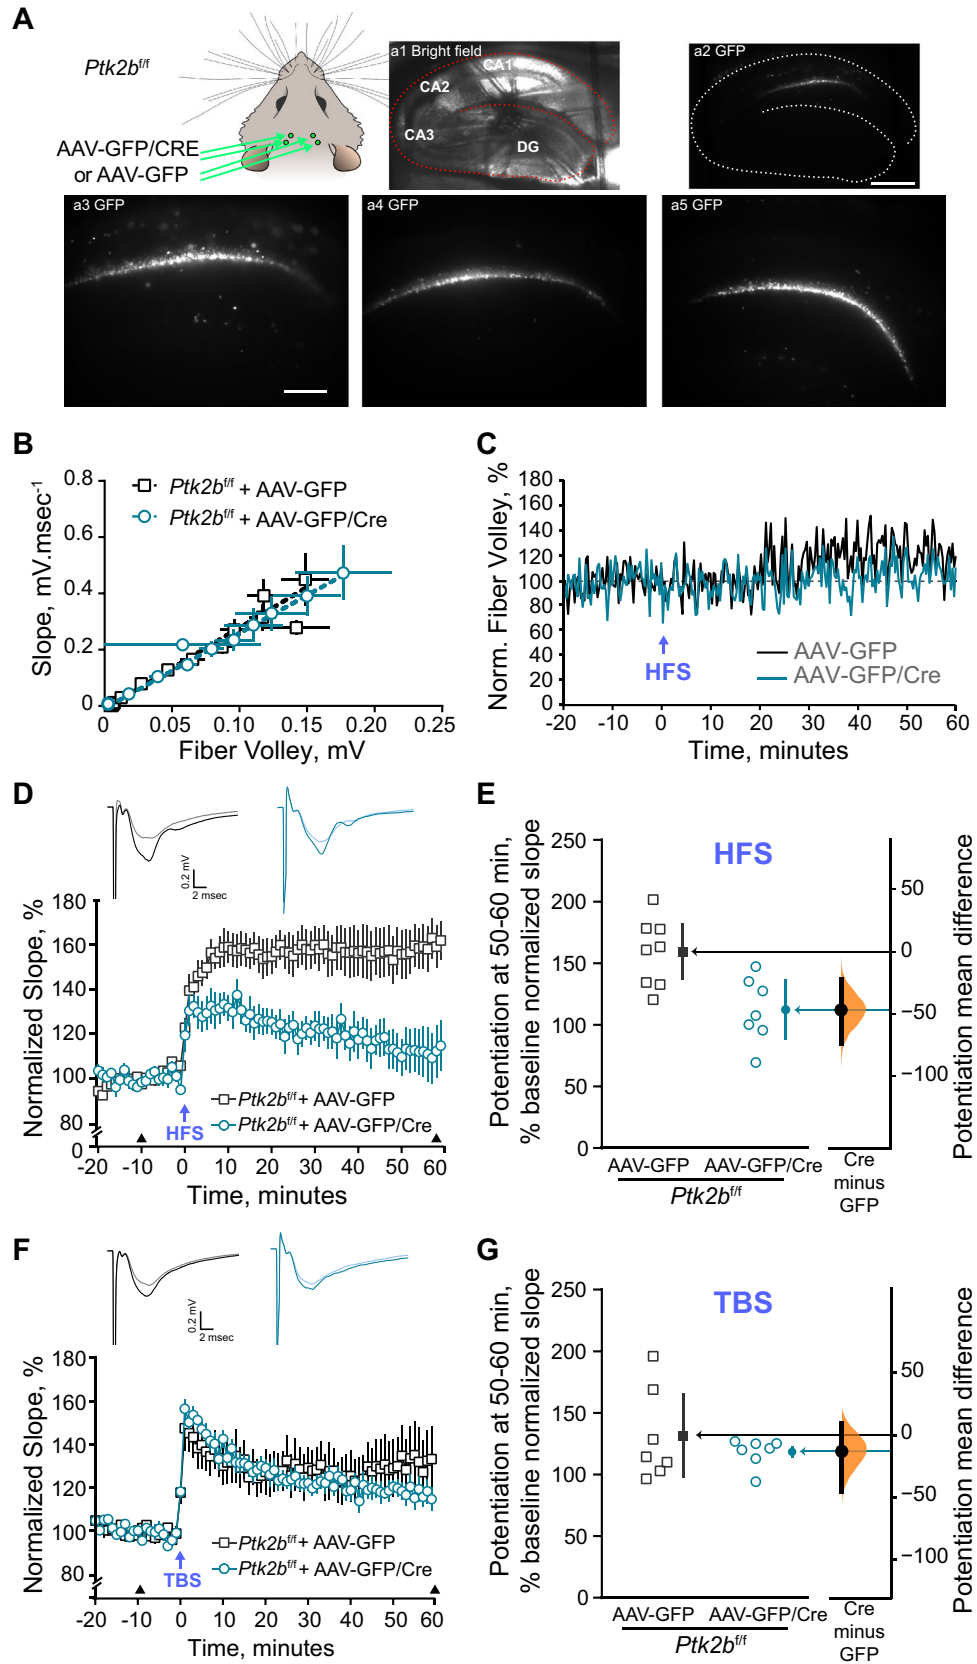 A
Ptk2b^f/f
AAV-GFP/CRE
or AAV-GFP
a1 Bright field
CA1
CA2
CA3
DG
a2 GFP
a3 GFP
a4 GFP
a5 GFP
B
Slope, mV.msec^-1
0.8
0.6
0.4
0.2
0
Ptk2b^f/f + AAV-GFP
Ptk2b^f/f + AAV-GFP/Cre
0 0.05 0.10 0.15 0.20 0.25
Fiber Volley, mV
C
Norm. Fiber Volley, %
180
160
140
120
100
80
60
40
20
0
HFS
AAV-GFP
AAV-GFP/Cre
-20 -10 0 10 20 30 40 50 60
Time, minutes
D
0.2 mV
2 msec
Normalized Slope, %
180
160
140
120
100
80
0
HFS
Ptk2b^f/f + AAV-GFP
Ptk2b^f/f + AAV-GFP/Cre
-20 -10 0 10 20 30 40 50 60
Time, minutes
E
Potentiation at 50-60 min,
% baseline normalized slope
250
200
150
100
50
0
HFS
50
0
−50
−100
Potentiation mean difference
AAV-GFP AAV-GFP/Cre
Ptk2b^f/f
Cre
minus
GFP
F
0.2 mV
2 msec
Normalized Slope, %
180
160
140
120
100
80
TBS
Ptk2b^f/f + AAV-GFP
Ptk2b^f/f + AAV-GFP/Cre
-20 -10 0 10 20 30 40 50 60
Time, minutes
G
Potentiation at 50-60 min,
% baseline normalized slope
250
200
150
100
50
0
TBS
50
0
−50
−100
Potentiation mean difference
AAV-GFP AAV-GFP/Cre
Ptk2b^f/f
Cre
minus
GFP